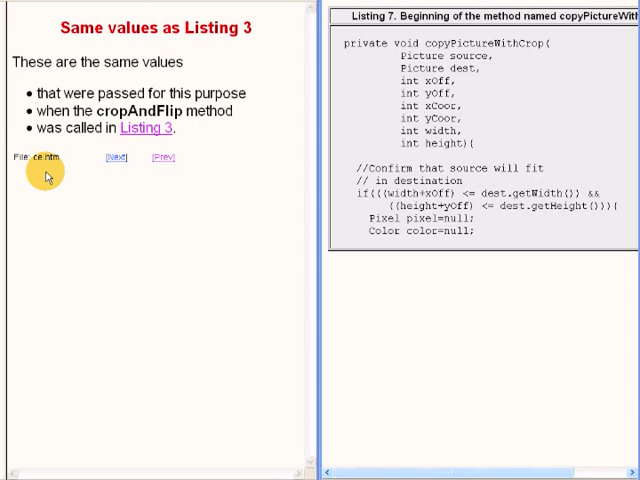 Same values as Listing 3
These are the same values
• that were passed for this purpose
• when the cropAndFlip method
• was called in Listing 3.
File: ce.htm [Next] [Prev]
Listing 7. Beginning of the method named copyPictureWith
private void copyPictureWithCrop(
Picture source,
Picture dest,
int xOff,
int yOff,
int xCoor,
int yCoor,
int width,
int height){
//Confirm that source will fit
// in destination
if(((width+xOff) <= dest.getWidth()) &&
((height+yOff) <= dest.getHeight())){
Pixel pixel=null;
Color color=null;